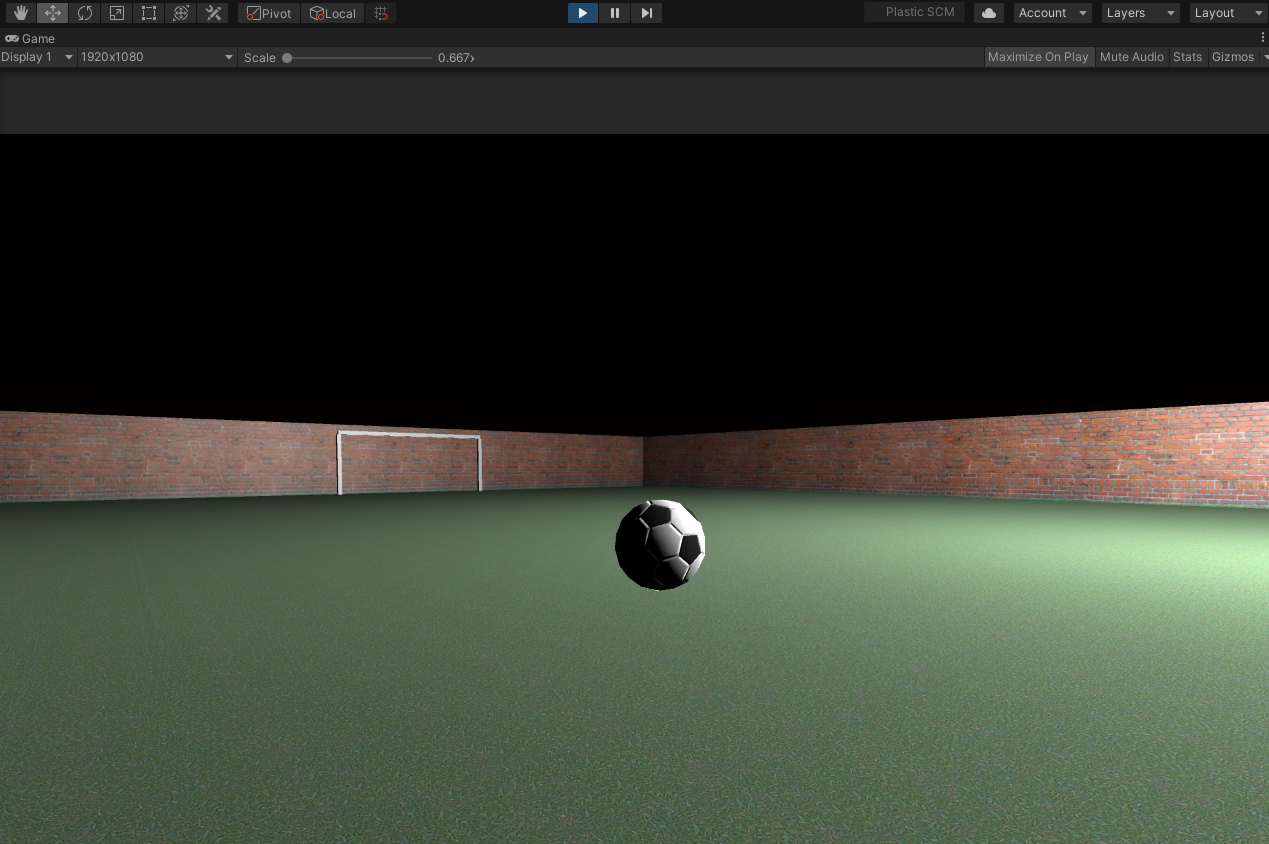 Pivot Local Plastic SCM Account Layers Layout
Game
Display 1 1920x1080 Scale 0.667x Maximize On Play Mute Audio Stats Gizmos